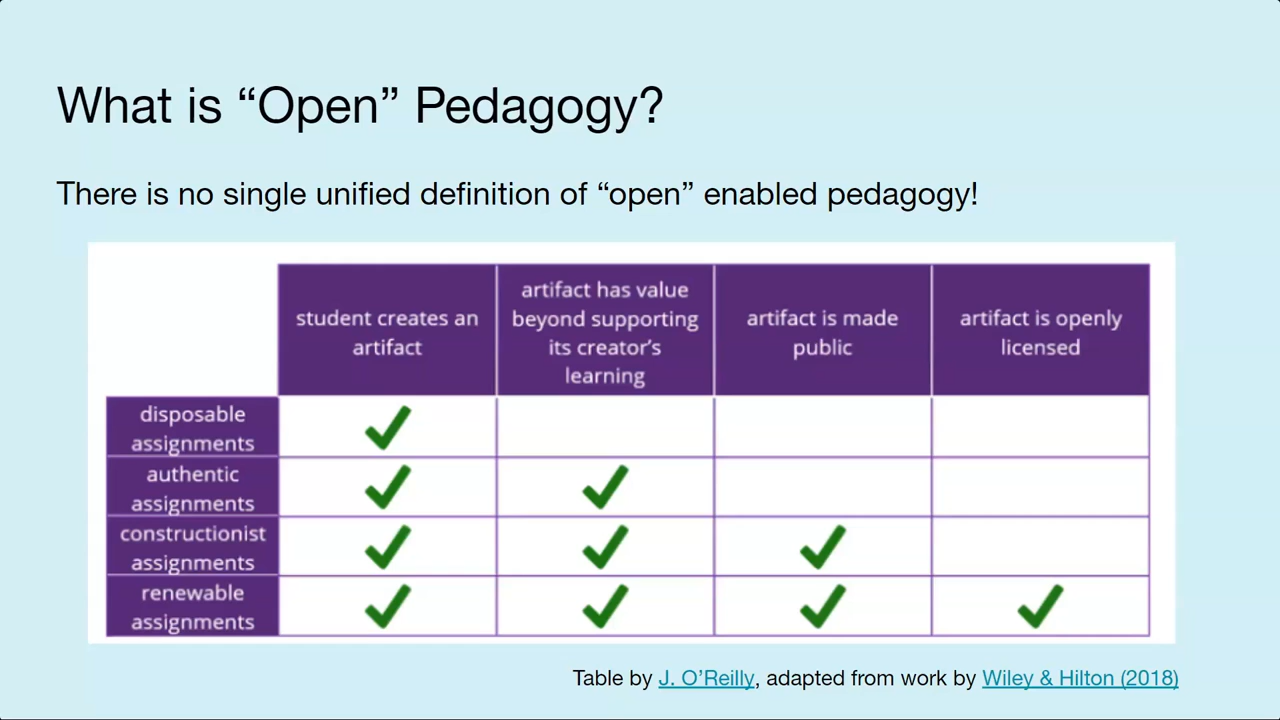 What is “Open” Pedagogy?
There is no single unified definition of “open” enabled pedagogy!
student creates an
artifact
artifact has value
beyond supporting
its creator’s
learning
artifact is made
public
artifact is openly
licensed
disposable
assignments
authentic
assignments
constructionist
assignments
renewable
assignments
Table by J. O’Reilly, adapted from work by Wiley & Hilton (2018)